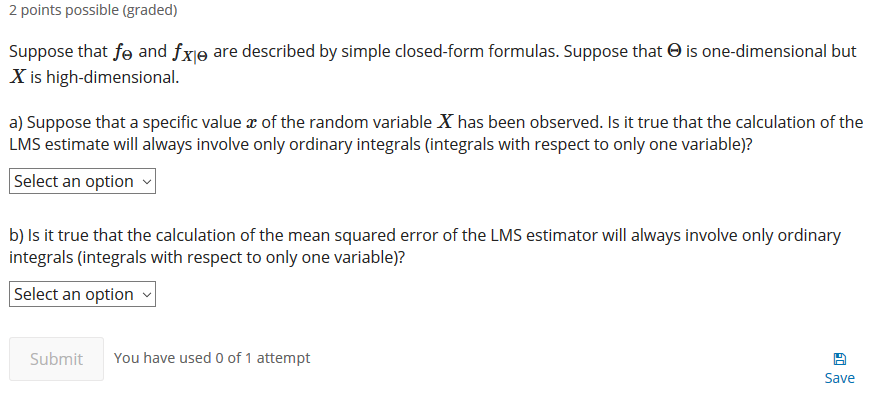 2 points possible (graded)
Suppose that f_Θ and f_{X|Θ} are described by simple closed-form formulas. Suppose that Θ is one-dimensional but
X is high-dimensional.
a) Suppose that a specific value x of the random variable X has been observed. Is it true that the calculation of the
LMS estimate will always involve only ordinary integrals (integrals with respect to only one variable)?
Select an option
b) Is it true that the calculation of the mean squared error of the LMS estimator will always involve only ordinary
integrals (integrals with respect to only one variable)?
Select an option
Submit You have used 0 of 1 attempt
Save